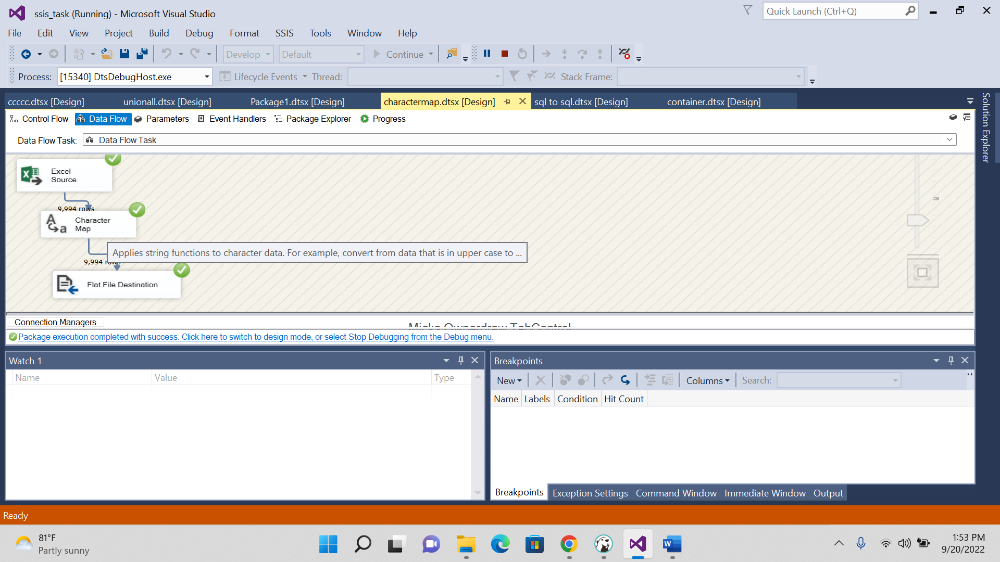 ssis_task (Running) - Microsoft Visual Studio
Quick Launch (Ctrl+Q)
File Edit View Project Build Debug Format SSIS Tools Window Help
Develop Default Continue
Process: [15340] DtsDebugHost.exe Lifecycle Events Thread: Stack Frame:
ccccc.dtsx [Design] unionall.dtsx [Design] Package1.dtsx [Design] charactermap.dtsx [Design] sql to sql.dtsx [Design] container.dtsx [Design]
Solution Explorer
Control Flow Data Flow Parameters Event Handlers Package Explorer Progress
Data Flow Task: Data Flow Task
Excel
Source
9,994 rows
Character
Map
Applies string functions to character data. For example, convert from data that is in upper case to ...
9,994 rows
Flat File Destination
Connection Managers
Micks Ownerdraw TabControl
Package execution completed with success. Click here to switch to design mode, or select Stop Debugging from the Debug menu.
Watch 1
Name Value Type
Breakpoints
New Columns Search:
Name Labels Condition Hit Count
Breakpoints Exception Settings Command Window Immediate Window Output
Ready
81°F
Partly sunny
1:53 PM
9/20/2022